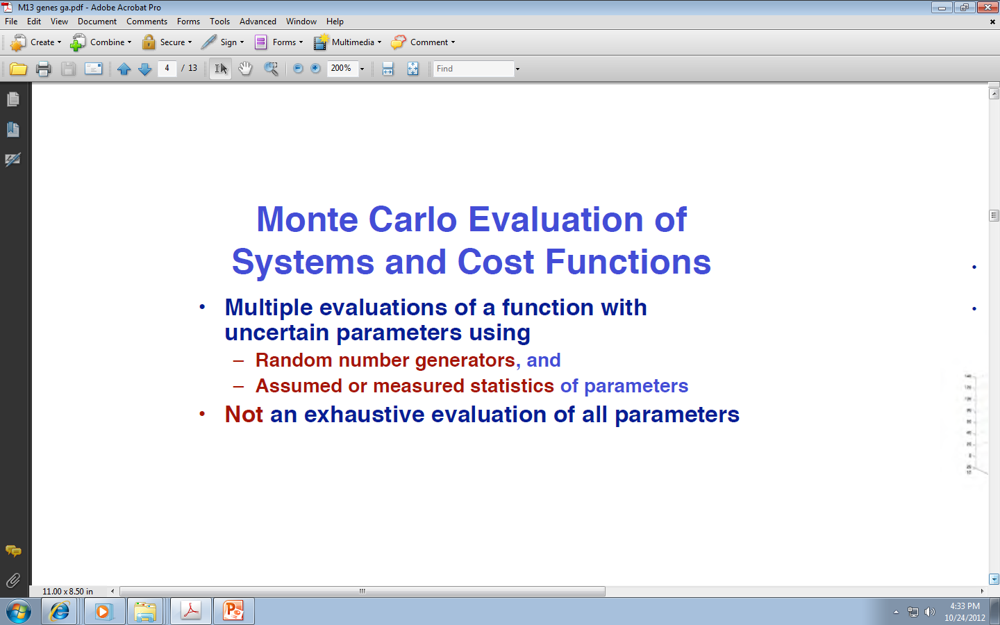 M13 genes ga.pdf - Adobe Acrobat Pro
File Edit View Document Comments Forms Tools Advanced Window Help
Create Combine Secure Sign Forms Multimedia Comment
4 / 13 200% Find
Monte Carlo Evaluation of
Systems and Cost Functions
• Multiple evaluations of a function with
uncertain parameters using
– Random number generators, and
– Assumed or measured statistics of parameters
• Not an exhaustive evaluation of all parameters
11.00 x 8.50 in
4:33 PM
10/24/2012